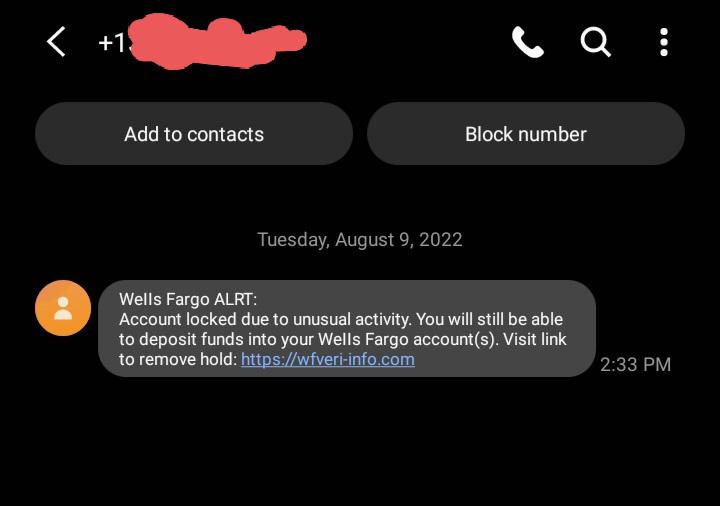 +1
Add to contacts
Block number
Tuesday, August 9, 2022
Wells Fargo ALRT:
Account locked due to unusual activity. You will still be able
to deposit funds into your Wells Fargo account(s). Visit link
to remove hold: https://wfveri-info.com
2:33 PM